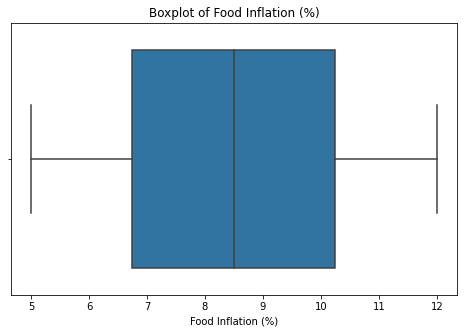 Boxplot of Food Inflation (%)
5 6 7 8 9 10 11 12
Food Inflation (%)